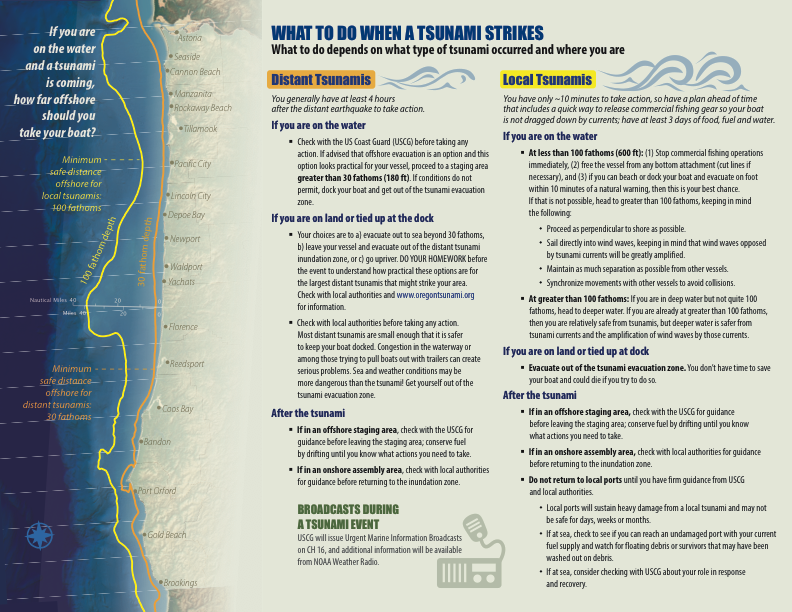 If you are
on the water
and a tsunami
is coming,
how far offshore
should you
take your boat?
Minimum
safe distance
offshore for
local tsunamis:
100 fathoms
100 fathom depth
30 fathom depth
Nautical Miles 40 20 0
Miles 40 20 0
Minimum
safe distance
offshore for
distant tsunamis:
30 fathoms
Astoria
Seaside
Cannon Beach
Manzanita
Rockaway Beach
Tillamook
Pacific City
Lincoln City
Depoe Bay
Newport
Waldport
Yachats
Florence
Reedsport
Coos Bay
Bandon
Port Orford
Gold Beach
Brookings
WHAT TO DO WHEN A TSUNAMI STRIKES
What to do depends on what type of tsunami occurred and where you are
Distant Tsunamis
You generally have at least 4 hours
after the distant earthquake to take action.
If you are on the water
▪ Check with the US Coast Guard (USCG) before taking any
action. If advised that offshore evacuation is an option and this
option looks practical for your vessel, proceed to a staging area
greater than 30 fathoms (180 ft). If conditions do not
permit, dock your boat and get out of the tsunami evacuation
zone.
If you are on land or tied up at the dock
▪ Your choices are to a) evacuate out to sea beyond 30 fathoms,
b) leave your vessel and evacuate out of the distant tsunami
inundation zone, or c) go upriver. DO YOUR HOMEWORK before
the event to understand how practical these options are for
the largest distant tsunamis that might strike your area.
Check with local authorities and www.oregontsunami.org
for information.
▪ Check with local authorities before taking any action.
Most distant tsunamis are small enough that it is safer
to keep your boat docked. Congestion in the waterway or
among those trying to pull boats out with trailers can create
serious problems. Sea and weather conditions may be
more dangerous than the tsunami! Get yourself out of the
tsunami evacuation zone.
After the tsunami
▪ If in an offshore staging area, check with the USCG for
guidance before leaving the staging area; conserve fuel
by drifting until you know what actions you need to take.
▪ If in an onshore assembly area, check with local authorities
for guidance before returning to the inundation zone.
BROADCASTS DURING
A TSUNAMI EVENT
USCG will issue Urgent Marine Information Broadcasts
on CH 16, and additional information will be available
from NOAA Weather Radio.
Local Tsunamis
You have only ~10 minutes to take action, so have a plan ahead of time
that includes a quick way to release commercial fishing gear so your boat
is not dragged down by currents; have at least 3 days of food, fuel and water.
If you are on the water
▪ At less than 100 fathoms (600 ft): (1) Stop commercial fishing operations
immediately, (2) free the vessel from any bottom attachment (cut lines if
necessary), and (3) if you can beach or dock your boat and evacuate on foot
within 10 minutes of a natural warning, then this is your best chance.
If that is not possible, head to greater than 100 fathoms, keeping in mind
the following:
• Proceed as perpendicular to shore as possible.
• Sail directly into wind waves, keeping in mind that wind waves opposed
by tsunami currents will be greatly amplified.
• Maintain as much separation as possible from other vessels.
• Synchronize movements with other vessels to avoid collisions.
▪ At greater than 100 fathoms: If you are in deep water but not quite 100
fathoms, head to deeper water. If you are already at greater than 100 fathoms,
then you are relatively safe from tsunamis, but deeper water is safer from
tsunami currents and the amplification of wind waves by those currents.
If you are on land or tied up at dock
▪ Evacuate out of the tsunami evacuation zone. You don't have time to save
your boat and could die if you try to do so.
After the tsunami
▪ If in an offshore staging area, check with the USCG for guidance
before leaving the staging area; conserve fuel by drifting until you know
what actions you need to take.
▪ If in an onshore assembly area, check with local authorities for guidance
before returning to the inundation zone.
▪ Do not return to local ports until you have firm guidance from USCG
and local authorities.
• Local ports will sustain heavy damage from a local tsunami and may not
be safe for days, weeks or months.
• If at sea, check to see if you can reach an undamaged port with your current
fuel supply and watch for floating debris or survivors that may have been
washed out on debris.
• If at sea, consider checking with USCG about your role in response
and recovery.